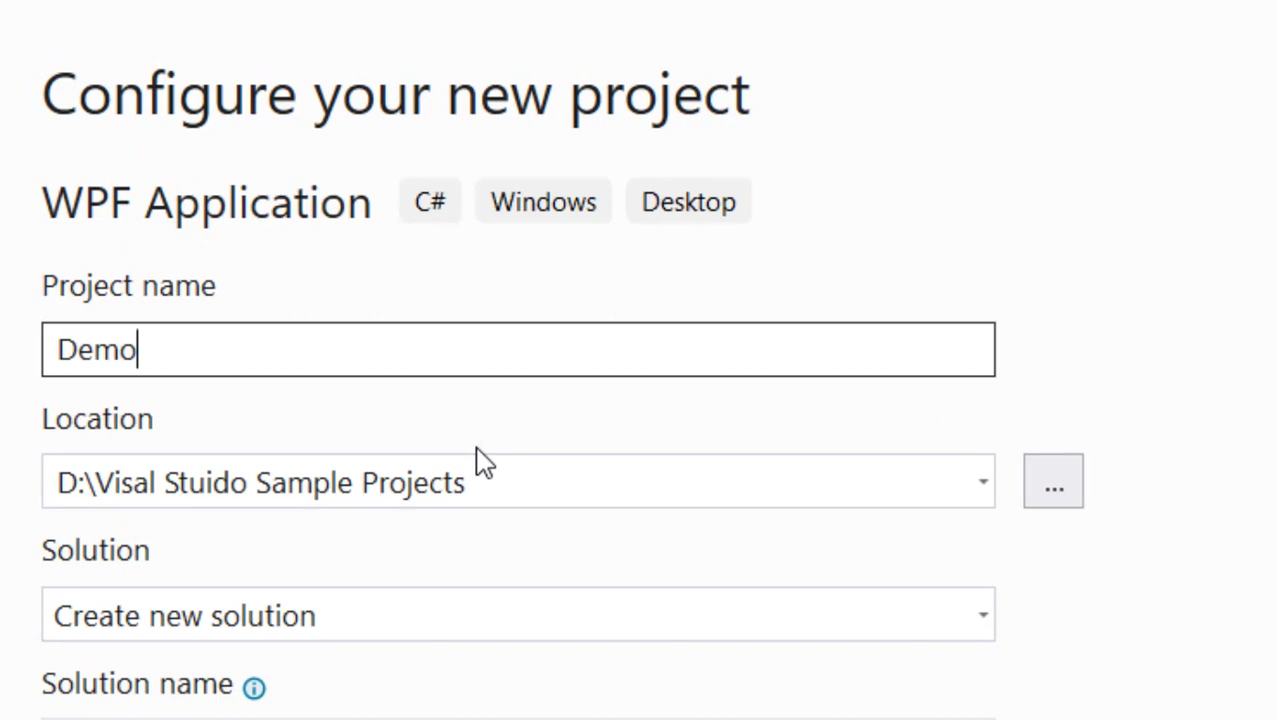 Configure your new project
WPF Application C# Windows Desktop
Project name
Demo
Location
D:\Visal Stuido Sample Projects
...
Solution
Create new solution
Solution name